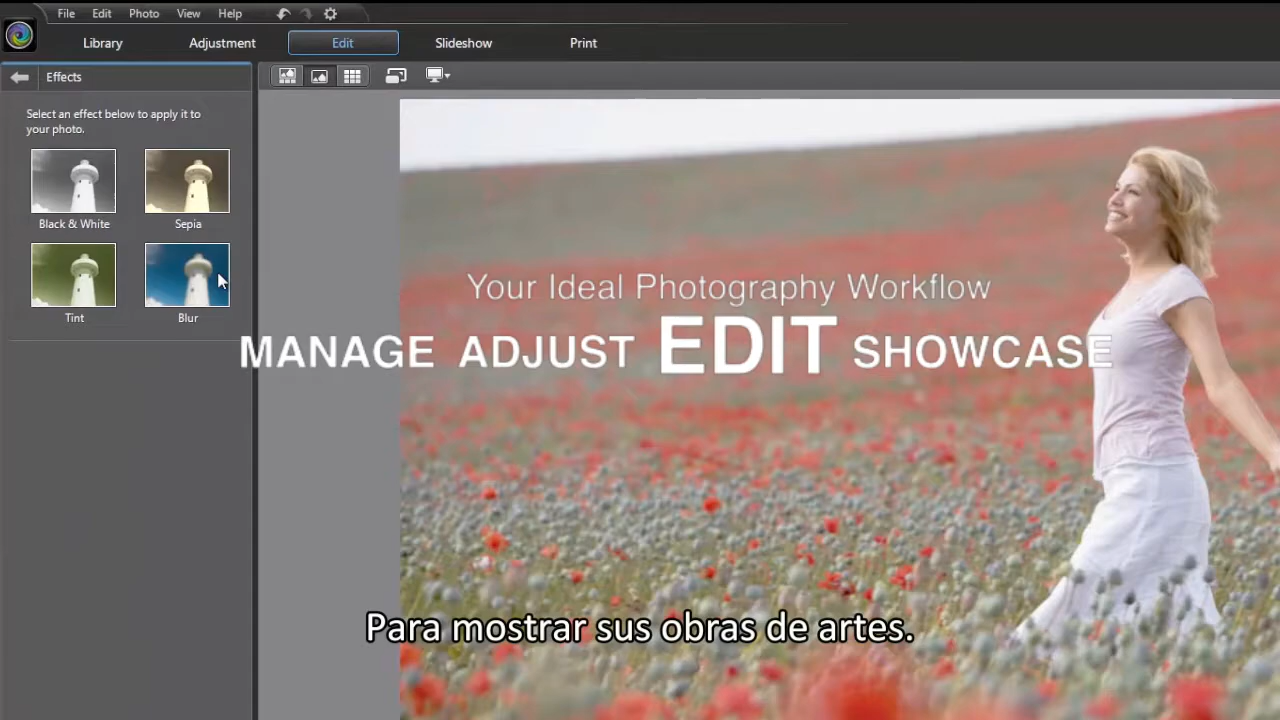 File Edit Photo View Help
Library Adjustment Edit Slideshow Print
Effects
Select an effect below to apply it to
your photo.
Black & White Sepia
Tint Blur
Your Ideal Photography Workflow
MANAGE ADJUST EDIT SHOWCASE
Para mostrar sus obras de artes.